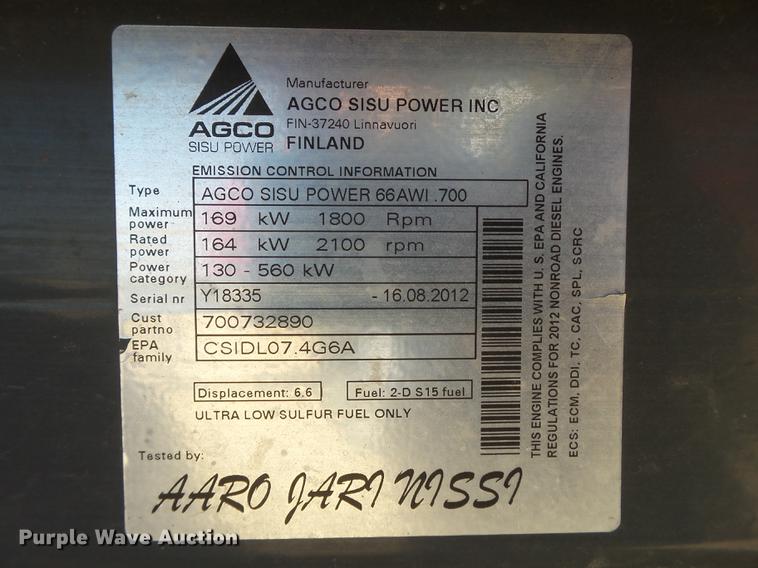 AGCO
SISU POWER
Manufacturer
AGCO SISU POWER INC
FIN-37240 Linnavuori
FINLAND
EMISSION CONTROL INFORMATION
Type AGCO SISU POWER 66AWI .700
Maximum power 169 kW 1800 Rpm
Rated power 164 kW 2100 rpm
Power category 130 - 560 kW
Serial nr Y18335 - 16.08.2012
Cust partno 700732890
EPA family CSIDL07.4G6A
Displacement: 6.6 Fuel: 2-D S15 fuel
ULTRA LOW SULFUR FUEL ONLY
Tested by:
AARO JARI NISSI
THIS ENGINE COMPLIES WITH U.S. EPA AND CALIFORNIA
REGULATIONS FOR 2012 NONROAD DIESEL ENGINES.
ECS: ECM, DDI, TC, CAC, SPL, SCRC
Purple Wave Auction